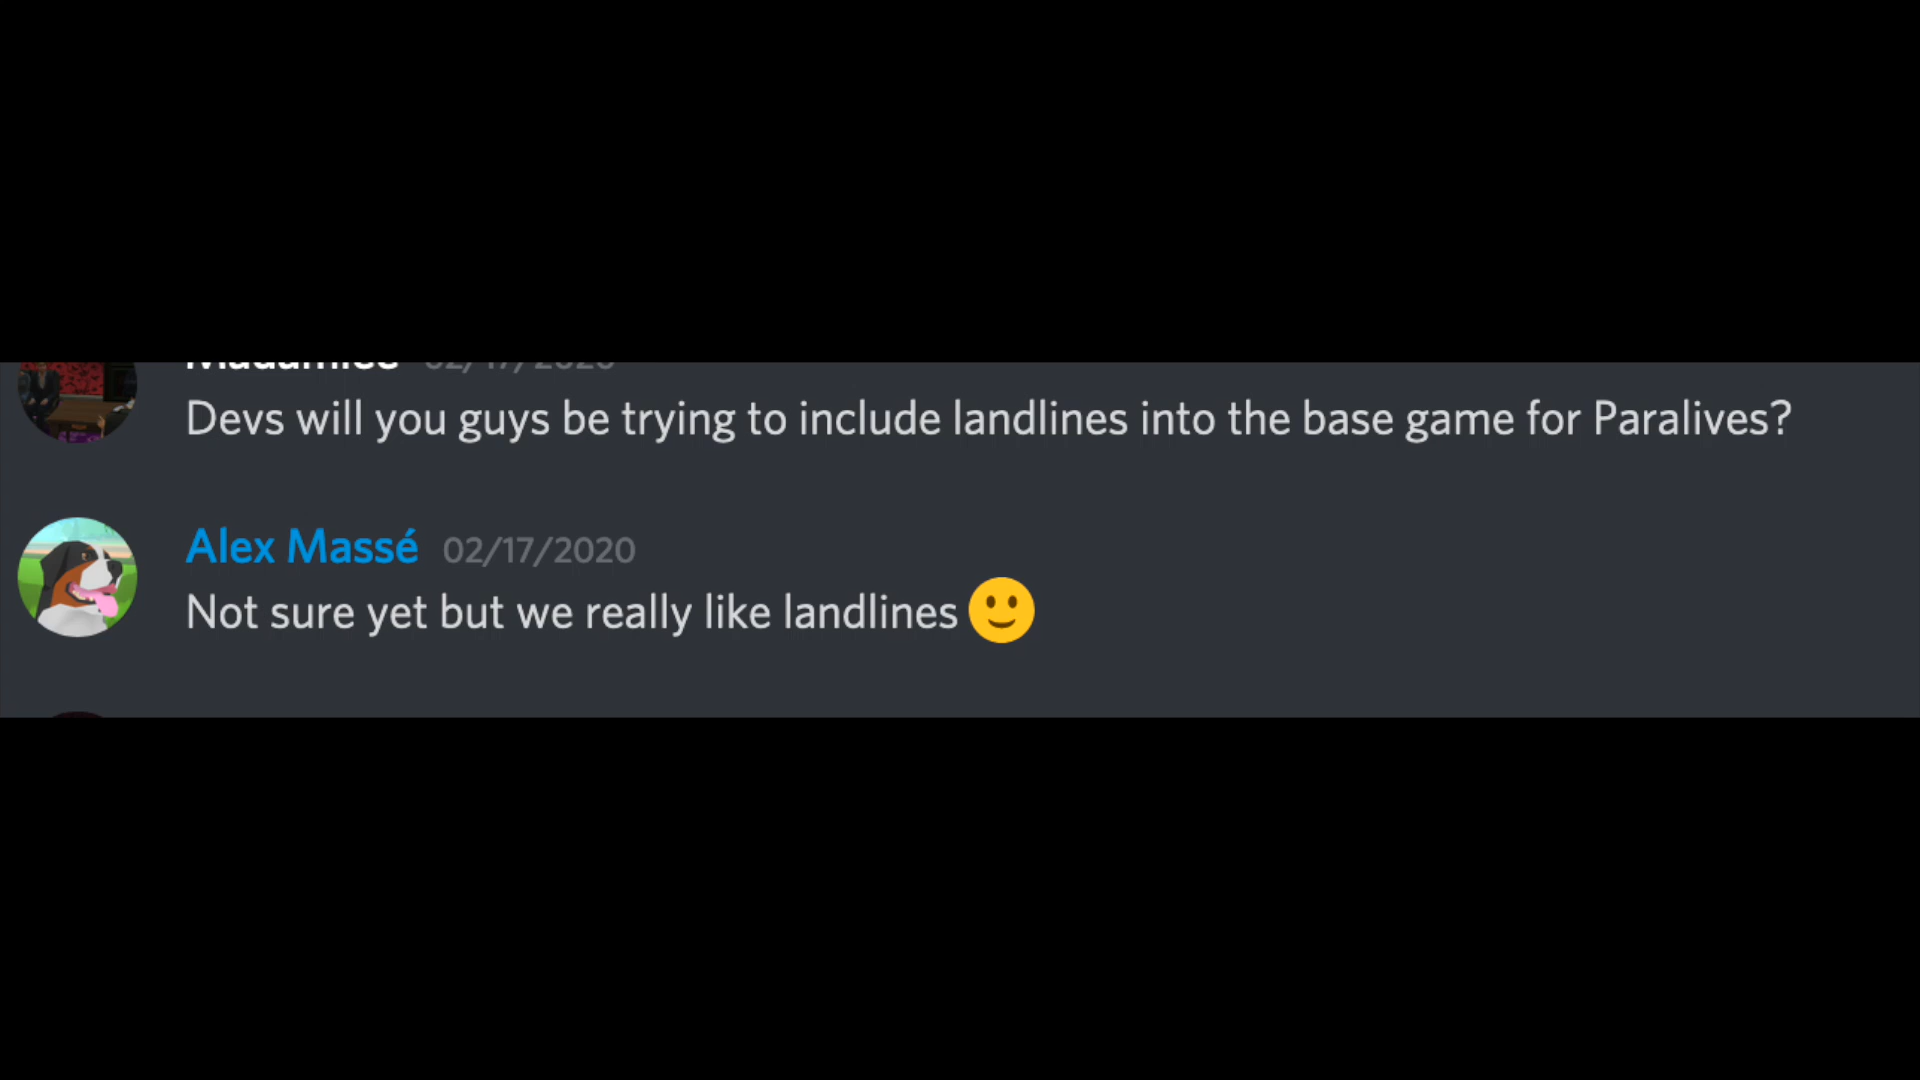 Devs will you guys be trying to include landlines into the base game for Paralives?
Alex Massé 02/17/2020
Not sure yet but we really like landlines 🙂